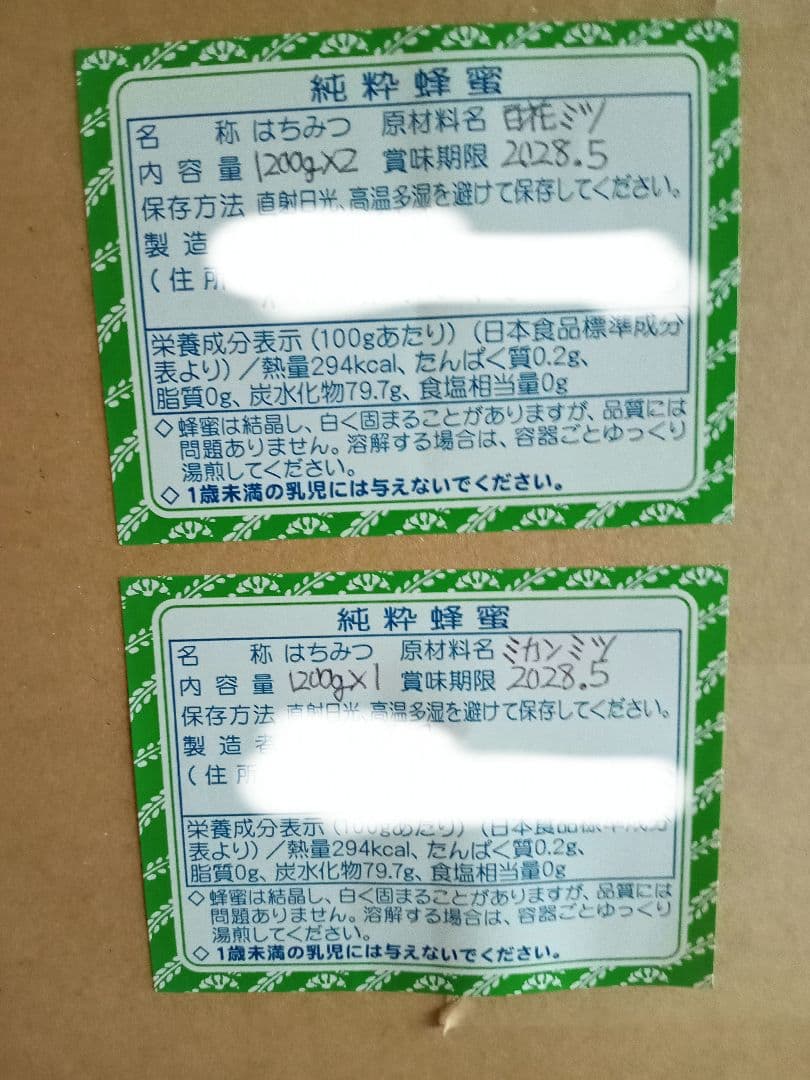 純粋蜂蜜
名称 はちみつ 原材料名 百花ミツ
内容量 1200g×2 賞味期限 2028.5
保存方法 直射日光、高温多湿を避けて保存してください。
製造
(住所
栄養成分表示(100gあたり)(日本食品標準成分
表より)/熱量294kcal、たんぱく質0.2g、
脂質0g、炭水化物79.7g、食塩相当量0g
◇蜂蜜は結晶し、白く固まることがありますが、品質には
問題ありません。溶解する場合は、容器ごとゆっくり
湯煎してください。
◇1歳未満の乳児には与えないでください。
純粋蜂蜜
名称 はちみつ 原材料名 ミカンミツ
内容量 1200g×1 賞味期限 2028.5
保存方法 直射日光、高温多湿を避けて保存してください。
製造者
(住所
栄養成分表示(100gあたり)(日本食品標準成分
表より)/熱量294kcal、たんぱく質0.2g、
脂質0g、炭水化物79.7g、食塩相当量0g
◇蜂蜜は結晶し、白く固まることがありますが、品質には
問題ありません。溶解する場合は、容器ごとゆっくり
湯煎してください。
◇1歳未満の乳児には与えないでください。